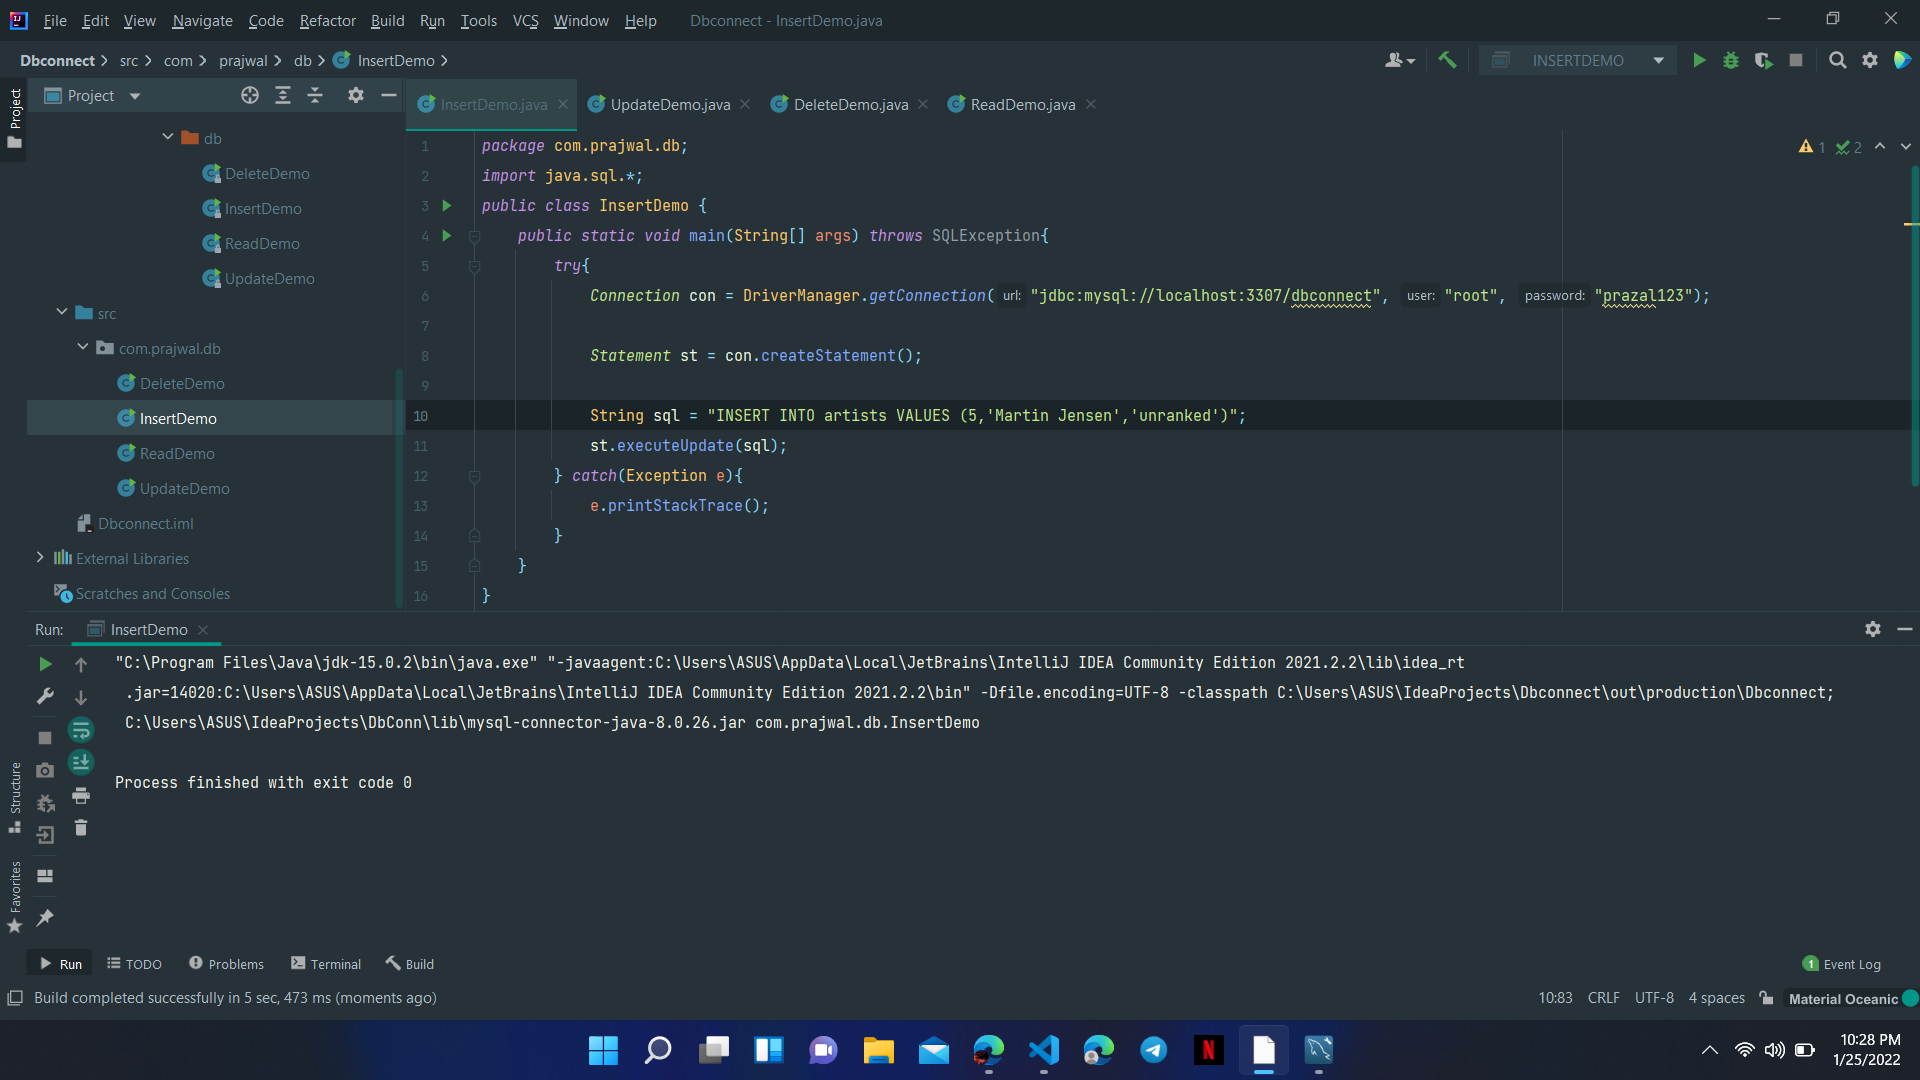 File Edit View Navigate Code Refactor Build Run Tools VCS Window Help Dbconnect - InsertDemo.java
Dbconnect src com prajwal db InsertDemo INSERTDEMO
Project
Project
InsertDemo.java UpdateDemo.java DeleteDemo.java ReadDemo.java
db
DeleteDemo
InsertDemo
ReadDemo
UpdateDemo
src
com.prajwal.db
DeleteDemo
InsertDemo
ReadDemo
UpdateDemo
Dbconnect.iml
External Libraries
Scratches and Consoles
1 package com.prajwal.db;
2 import java.sql.*;
3 public class InsertDemo {
4 public static void main(String[] args) throws SQLException{
5 try{
6 Connection con = DriverManager.getConnection( url: "jdbc:mysql://localhost:3307/dbconnect", user: "root", password: "prazal123");
7
8 Statement st = con.createStatement();
9
10 String sql = "INSERT INTO artists VALUES (5,'Martin Jensen','unranked')";
11 st.executeUpdate(sql);
12 } catch(Exception e){
13 e.printStackTrace();
14 }
15 }
16 }
1 2
Run: InsertDemo
"C:\Program Files\Java\jdk-15.0.2\bin\java.exe" "-javaagent:C:\Users\ASUS\AppData\Local\JetBrains\IntelliJ IDEA Community Edition 2021.2.2\lib\idea_rt
.jar=14020:C:\Users\ASUS\AppData\Local\JetBrains\IntelliJ IDEA Community Edition 2021.2.2\bin" -Dfile.encoding=UTF-8 -classpath C:\Users\ASUS\IdeaProjects\Dbconnect\out\production\Dbconnect;
C:\Users\ASUS\IdeaProjects\DbConn\lib\mysql-connector-java-8.0.26.jar com.prajwal.db.InsertDemo
Process finished with exit code 0
Structure
Favorites
Run TODO Problems Terminal Build 1 Event Log
Build completed successfully in 5 sec, 473 ms (moments ago) 10:83 CRLF UTF-8 4 spaces Material Oceanic
10:28 PM
1/25/2022